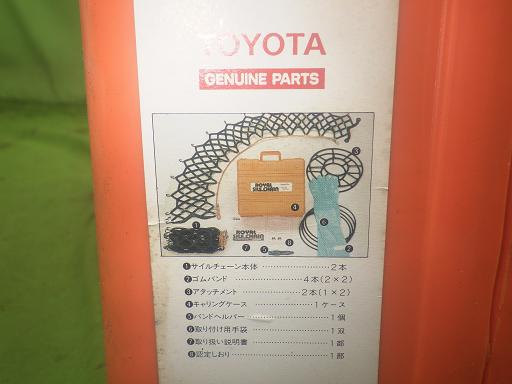 TOYOTA
GENUINE PARTS
ROYAL
SILCHAIN
ROYAL
SILCHAIN
❶サイルチェーン本体 …………………2本
❷ゴムバンド …………………4本(2×2)
❸アタッチメント …………2本(1×2)
❹キャリングケース ……………1ケース
❺バンドヘルパー …………………1個
❻取り付け用手袋 …………………1双
❼取り扱い説明書 …………………1部
❽認定しおり …………………1部